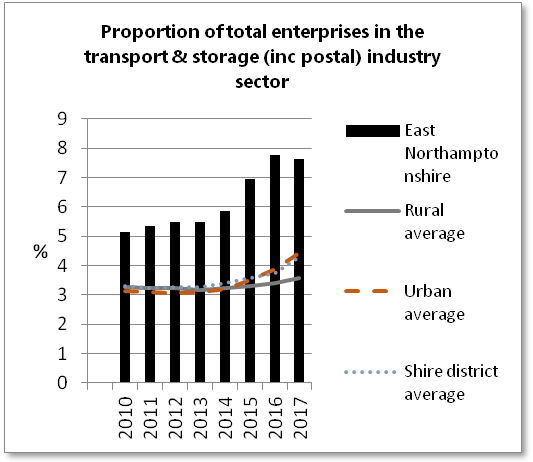 Proportion of total enterprises in the
transport & storage (inc postal) industry
sector
9
8
7
6
5
4
3
2
1
0
%
2010
2011
2012
2013
2014
2015
2016
2017
East
Northampto
nshire
Rural
average
Urban
average
Shire district
average